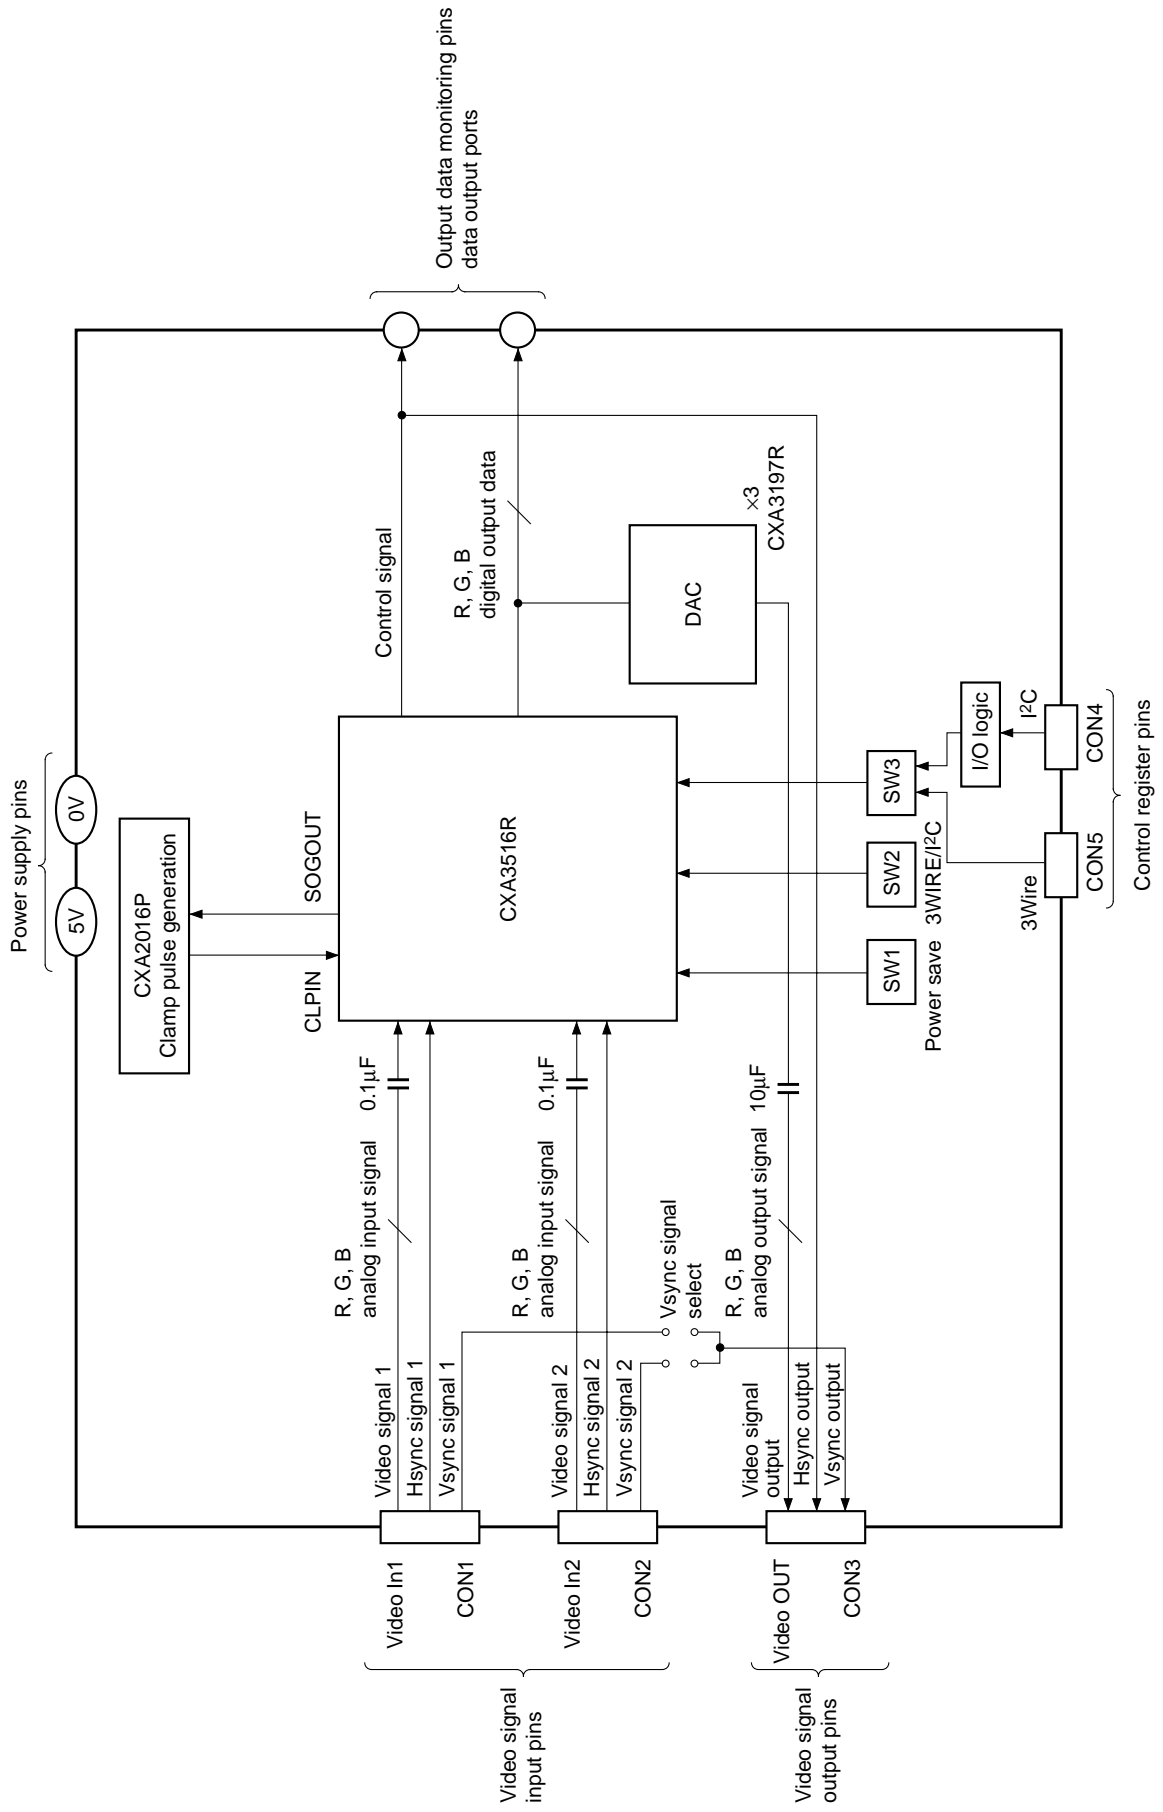 Power supply pins
5V
0V
CXA2016P
Clamp pulse generation
CLPIN
SOGOUT
Output data monitoring pins
data output ports
Video signal
input pins
Video In1
CON1
Video signal 1
Hsync signal 1
Vsync signal 1
R, G, B
analog input signal
0.1μF
Video In2
CON2
Video signal 2
Hsync signal 2
Vsync signal 2
R, G, B
analog input signal
0.1μF
Vsync signal
select
CXA3516R
Control signal
R, G, B
digital output data
DAC
×3
CXA3197R
Video signal
output pins
Video OUT
CON3
Video signal
output
Hsync output
Vsync output
R, G, B
analog output signal
10μF
SW1
Power save
SW2
3WIRE/I²C
SW3
I/O logic
3Wire
I²C
CON5
CON4
Control register pins